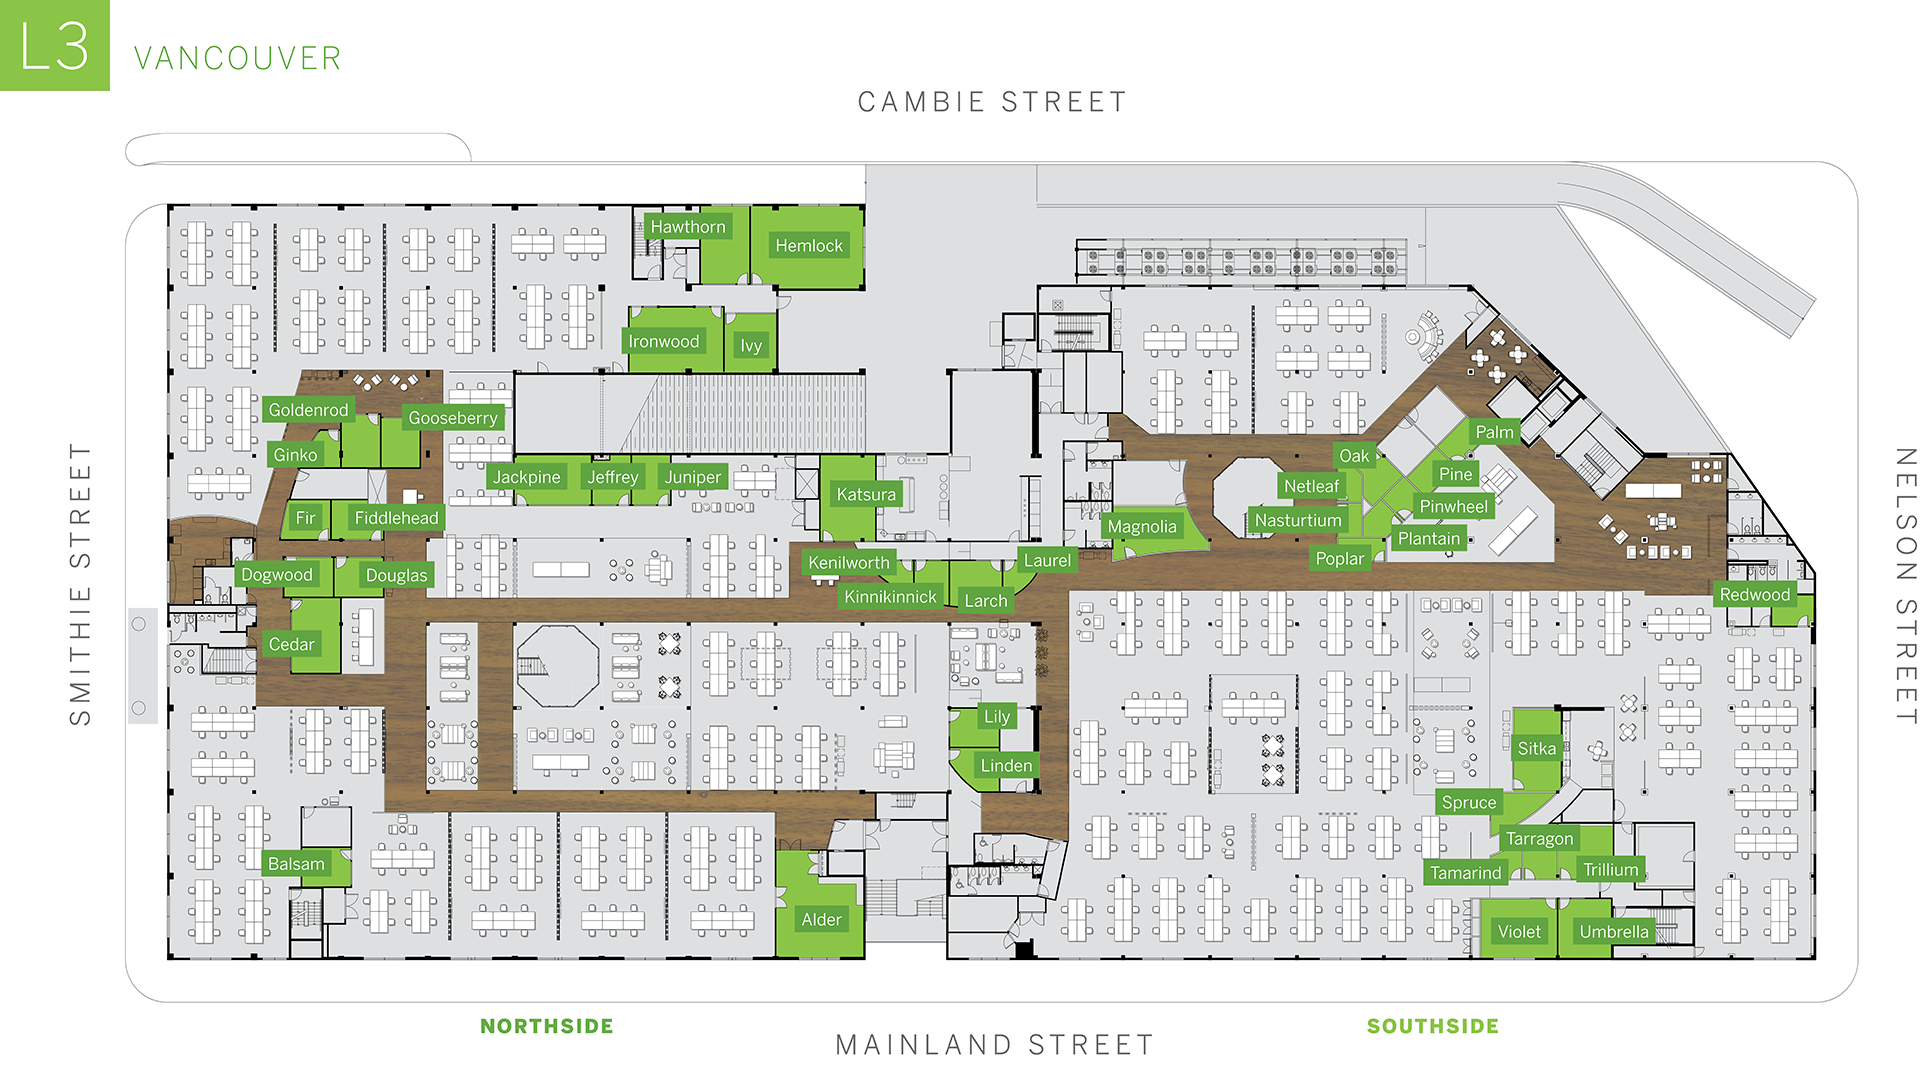 L3
VANCOUVER
CAMBIE STREET
Hawthorn
Hemlock
Ironwood
Ivy
Goldenrod
Gooseberry
Ginko
Jackpine
Jeffrey
Juniper
Katsura
Fir
Fiddlehead
Dogwood
Douglas
Cedar
Kenilworth
Kinnikinnick
Larch
Laurel
Magnolia
Palm
Oak
Pine
Netleaf
Pinwheel
Nasturtium
Plantain
Poplar
Redwood
SMITHIE STREET
NELSON STREET
Lily
Linden
Sitka
Spruce
Tarragon
Tamarind
Trillium
Balsam
Alder
Violet
Umbrella
NORTHSIDE
SOUTHSIDE
MAINLAND STREET